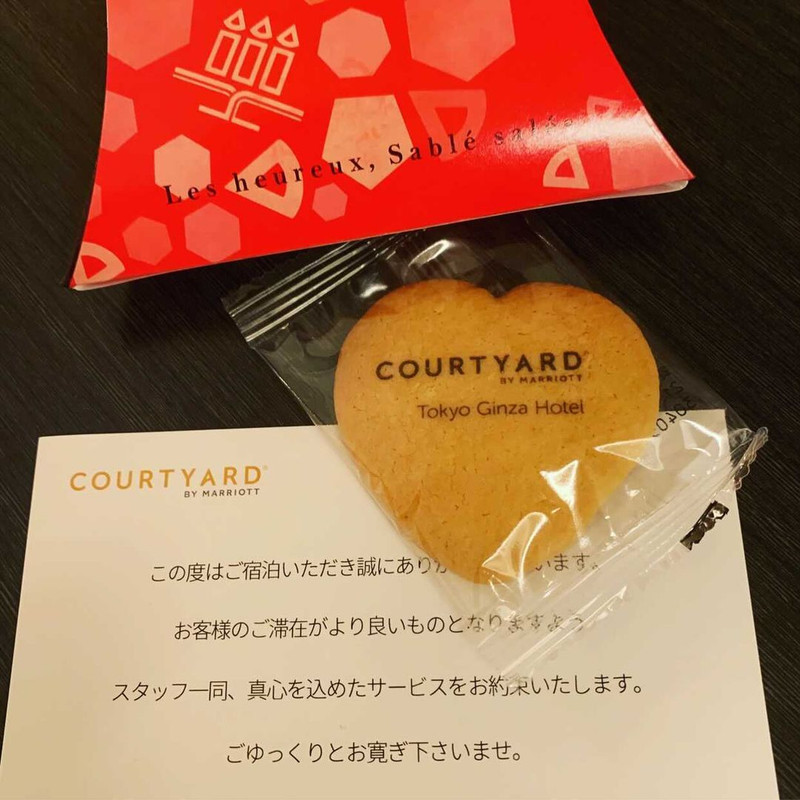 Les heureux, Sablé salée
COURTYARD
BY MARRIOTT
Tokyo Ginza Hotel
COURTYARD®
BY MARRIOTT
この度はご宿泊いただき誠にありが います。
お客様のご滞在がより良いものとなりますよう
スタッフ一同、真心を込めたサービスをお約束いたします。
ごゆっくりとお寛ぎ下さいませ。